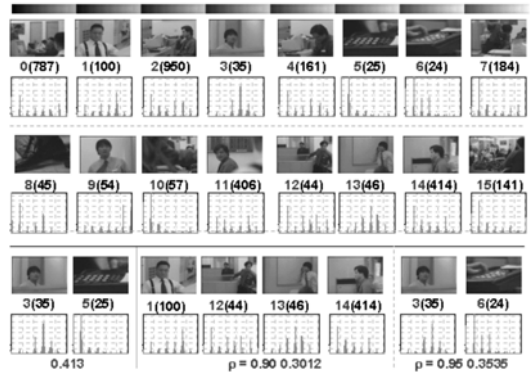 0(787) 1(100) 2(950) 3(35) 4(161) 5(25) 6(24) 7(184)
8(45) 9(54) 10(57) 11(406) 12(44) 13(46) 14(414) 15(141)
3(35) 5(25) 1(100) 12(44) 13(46) 14(414) 3(35) 6(24)
0.413 ρ = 0.90 0.3012 ρ = 0.95 0.3535